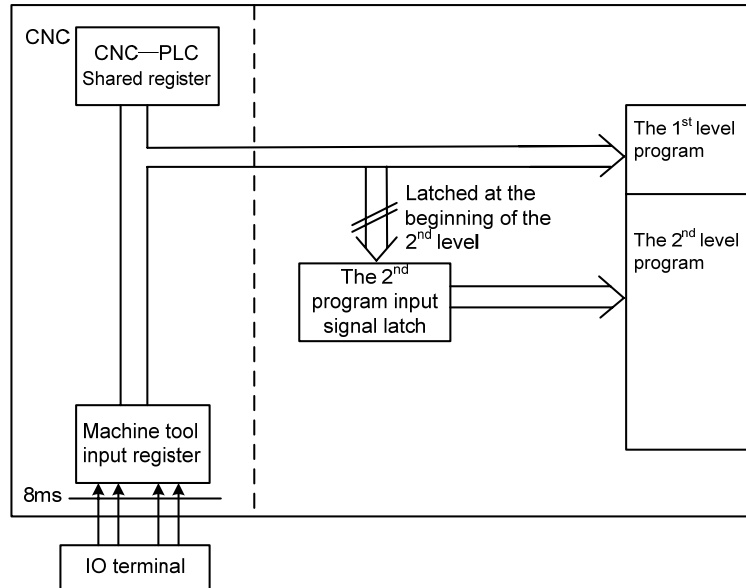 CNC
CNC—PLC
Shared register
The 1st level
program
Latched at the
beginning of the
2nd level
The 2nd level
program
The 2nd
program input
signal latch
Machine tool
input register
8ms
IO terminal